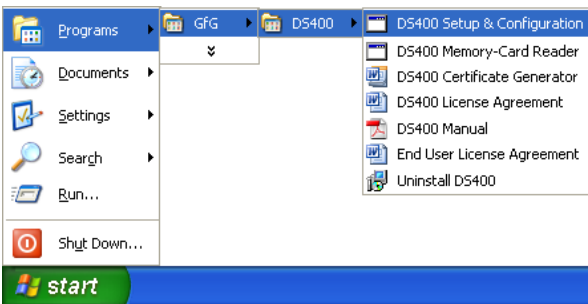 Programs
GfG
DS400
DS400 Setup & Configuration
DS400 Memory-Card Reader
Documents
DS400 Certificate Generator
DS400 License Agreement
Settings
DS400 Manual
Search
End User License Agreement
Uninstall DS400
Run...
Shut Down...
start